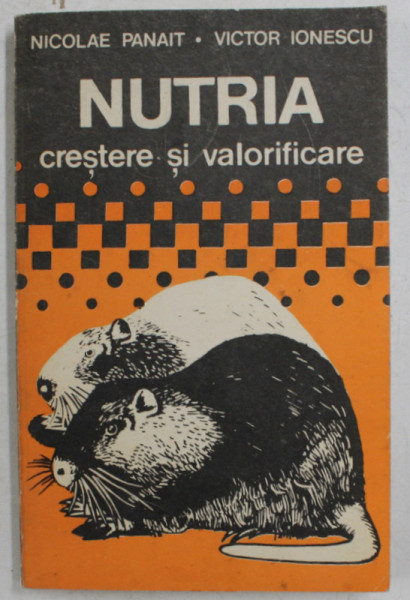 NICOLAE PANAIT • VICTOR IONESCU
NUTRIA
creștere și valorificare